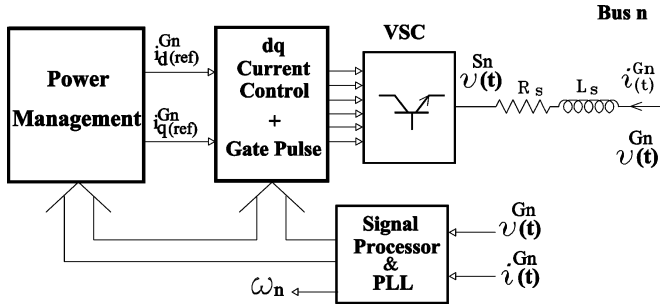 Bus n
Power
Management
i_d(ref)^Gn
i_q(ref)^Gn
dq
Current
Control
+
Gate Pulse
VSC
υ(t)^Sn
R s
L s
i(t)^Gn
υ(t)^Gn
Signal
Processor
&
PLL
υ(t)^Gn
i(t)^Gn
ωn